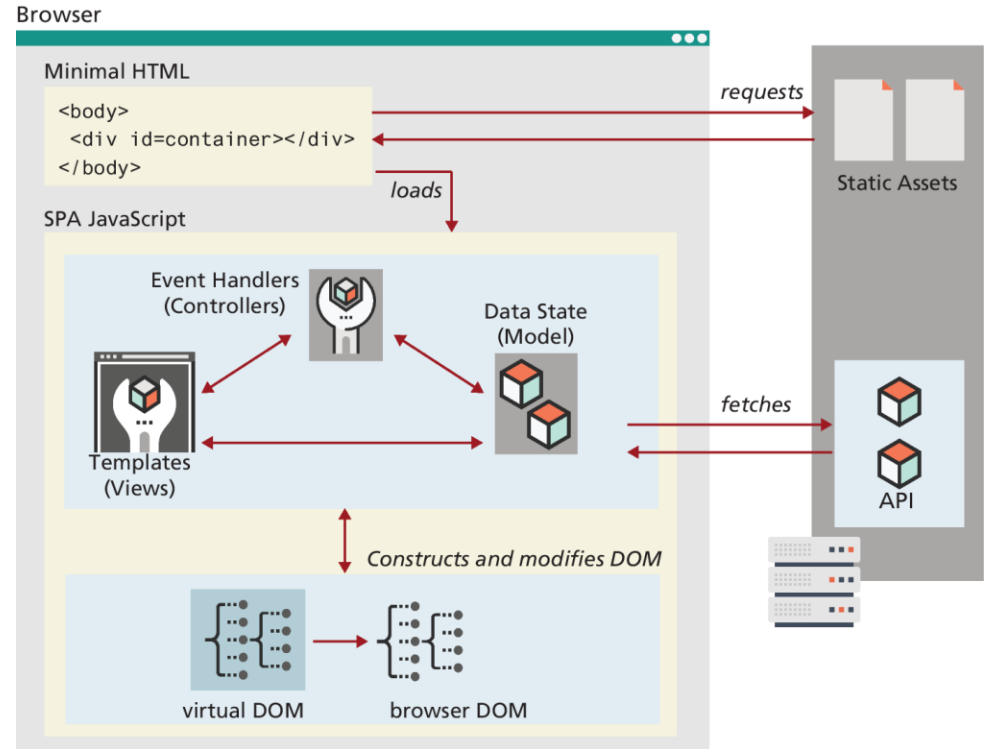 Browser
Minimal HTML
<body>
<div id=container></div>
</body>
requests
Static Assets
loads
SPA JavaScript
Event Handlers
(Controllers)
Data State
(Model)
Templates
(Views)
fetches
API
Constructs and modifies DOM
virtual DOM
browser DOM